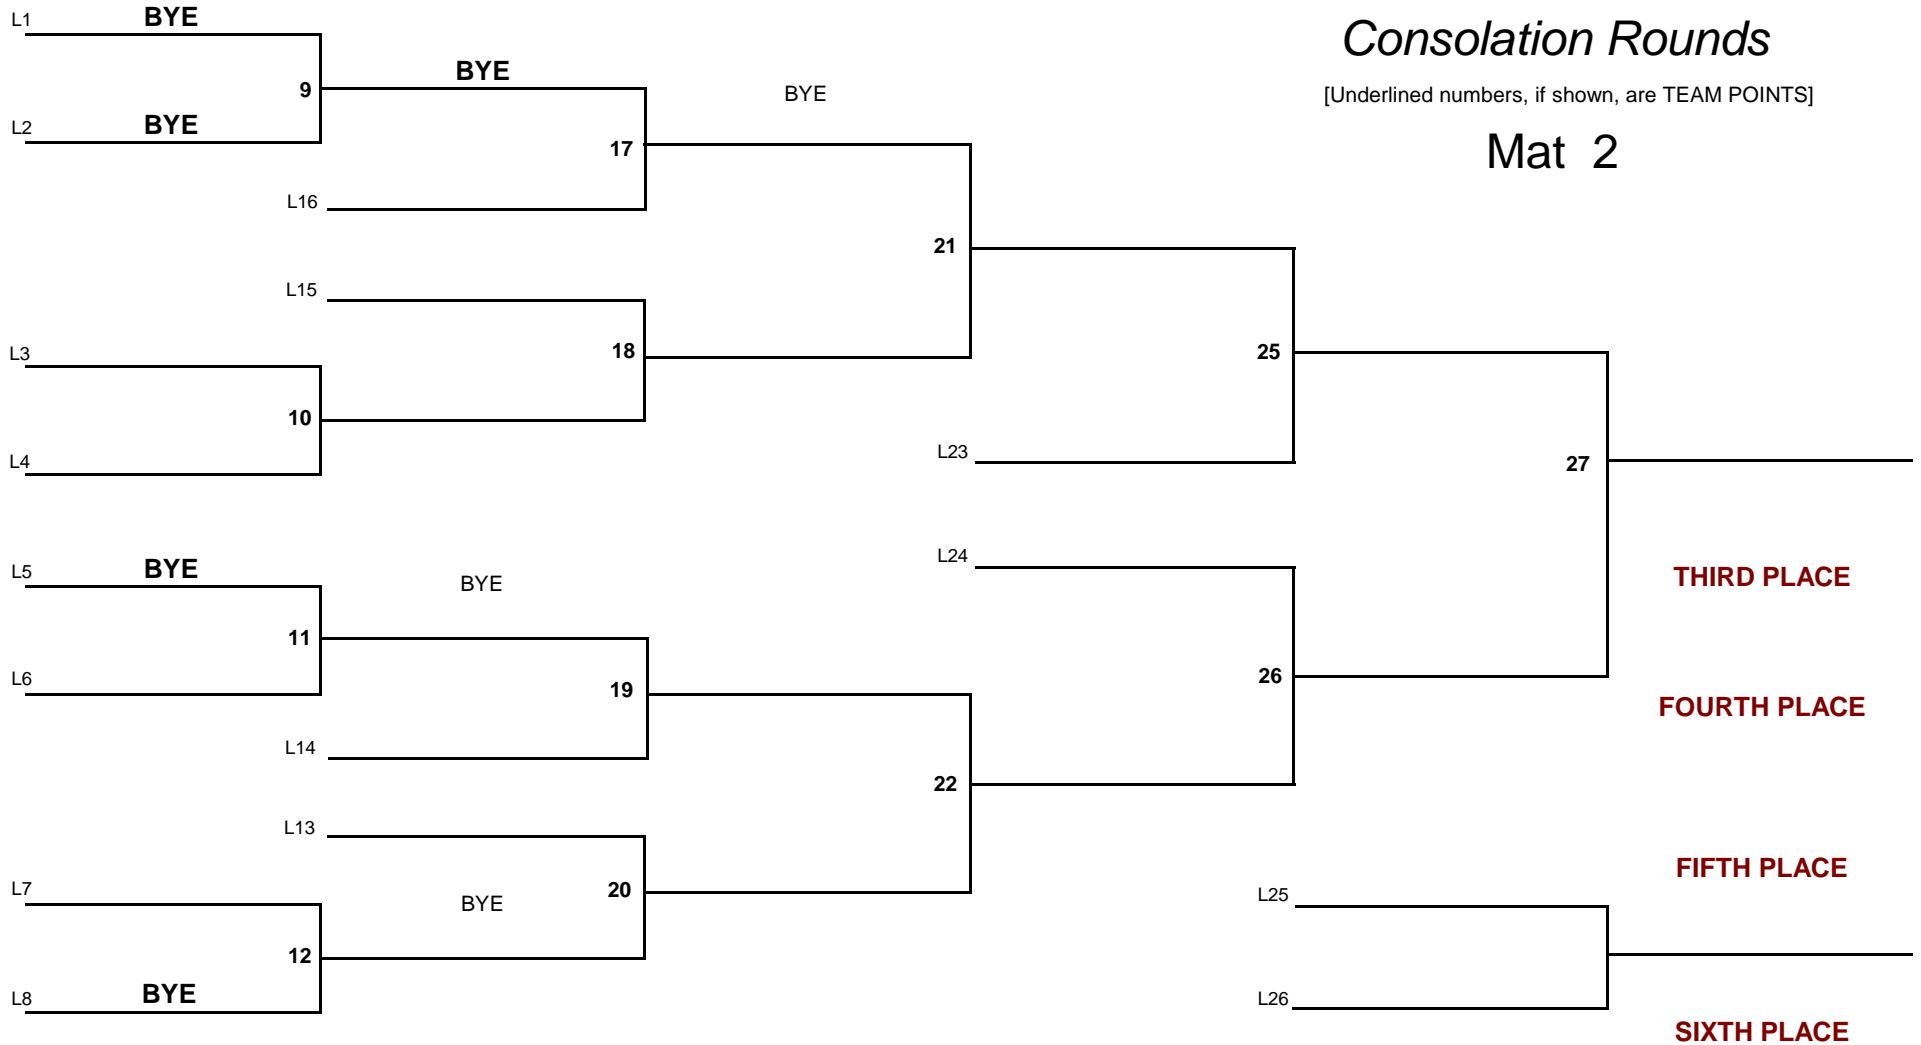 Consolation Rounds
[Underlined numbers, if shown, are TEAM POINTS]
Mat 2
L1
BYE
9
L2
BYE
BYE
17
BYE
L16
21
L15
18
L3
10
L4
25
L23
27
L5
BYE
11
BYE
L6
19
L14
L24
26
22
L13
20
L7
12
BYE
L8
BYE
THIRD PLACE
FOURTH PLACE
FIFTH PLACE
L25
L26
SIXTH PLACE